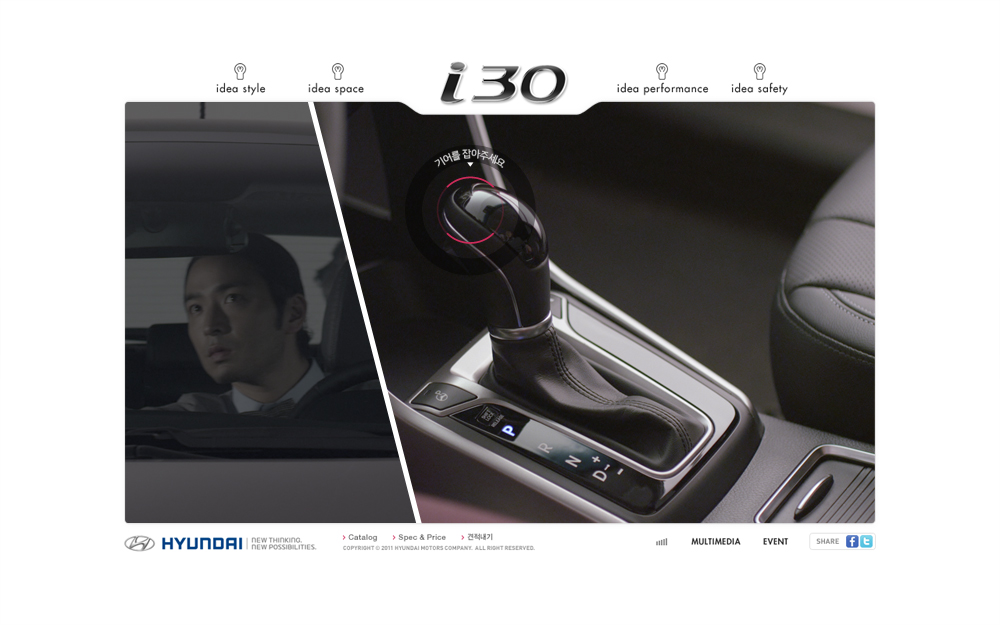 idea style
idea space
i30
idea performance
idea safety
기어를 잡아주세요
P
R
N
D
+
−
HYUNDAI
NEW THINKING.
NEW POSSIBILITIES.
Catalog
Spec & Price
견적내기
COPYRIGHT © 2011 HYUNDAI MOTORS COMPANY. ALL RIGHT RESERVED.
MULTIMEDIA
EVENT
SHARE